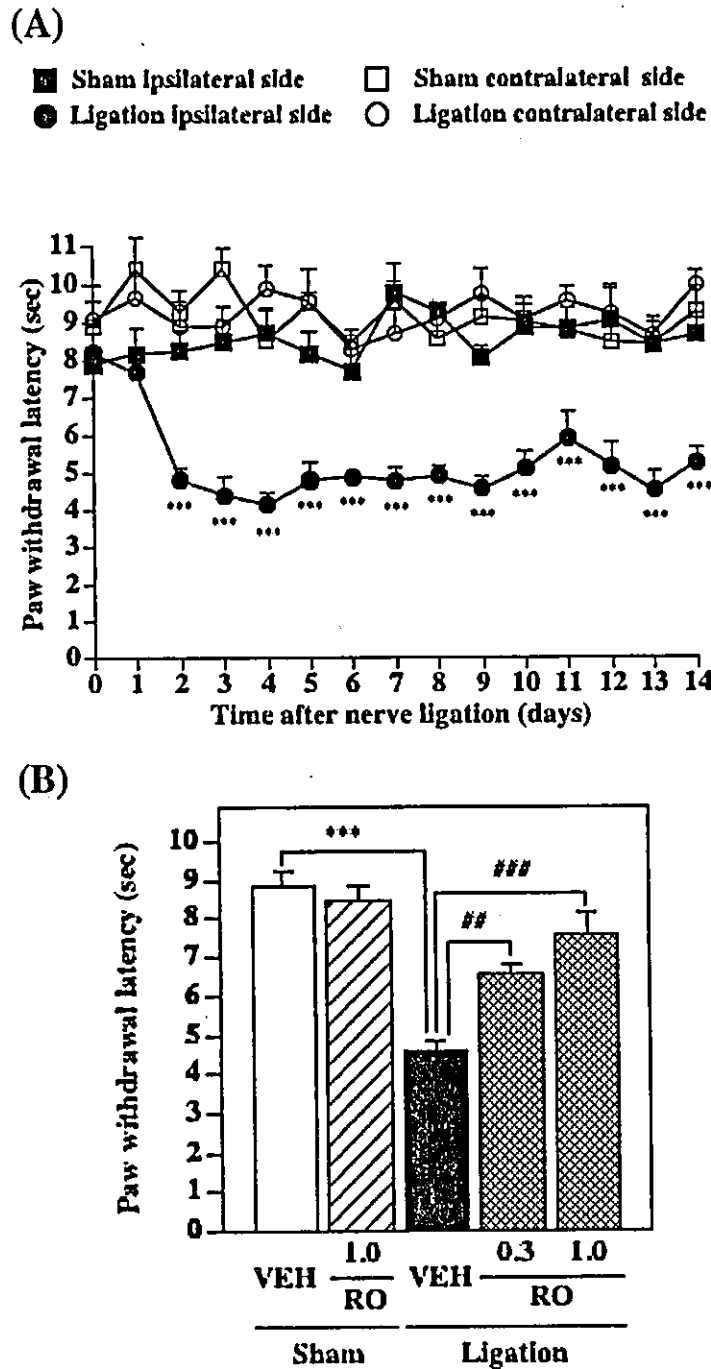 (A)
Sham ipsilateral side
Sham contralateral side
Ligation ipsilateral side
Ligation contralateral side
Paw withdrawal latency (sec)
11
10
9
8
7
6
5
4
3
2
1
0
*** *** *** *** *** *** *** *** *** *** *** *** ***
0 1 2 3 4 5 6 7 8 9 10 11 12 13 14
Time after nerve ligation (days)
(B)
Paw withdrawal latency (sec)
10
9
8
7
6
5
4
3
2
1
0
***
###
##
1.0 0.3 1.0
VEH RO VEH RO
Sham Ligation